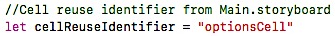 //Cell reuse identifier from Main.storyboard
let cellReuseIdentifier = "optionsCell"